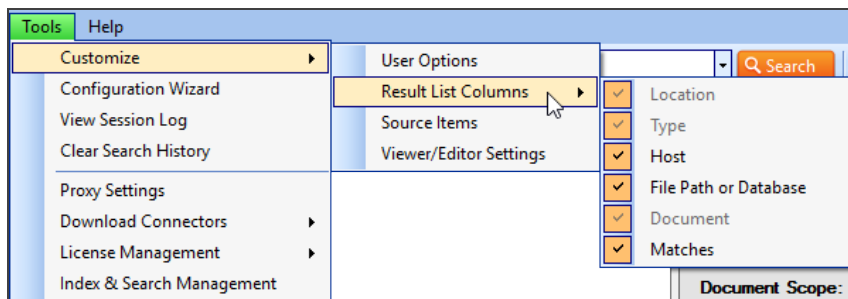 Tools Help
Customize
Configuration Wizard
View Session Log
Clear Search History
Proxy Settings
Download Connectors
License Management
Index & Search Management
User Options
Result List Columns
Source Items
Viewer/Editor Settings
Search
Location
Type
Host
File Path or Database
Document
Matches
Document Scope: